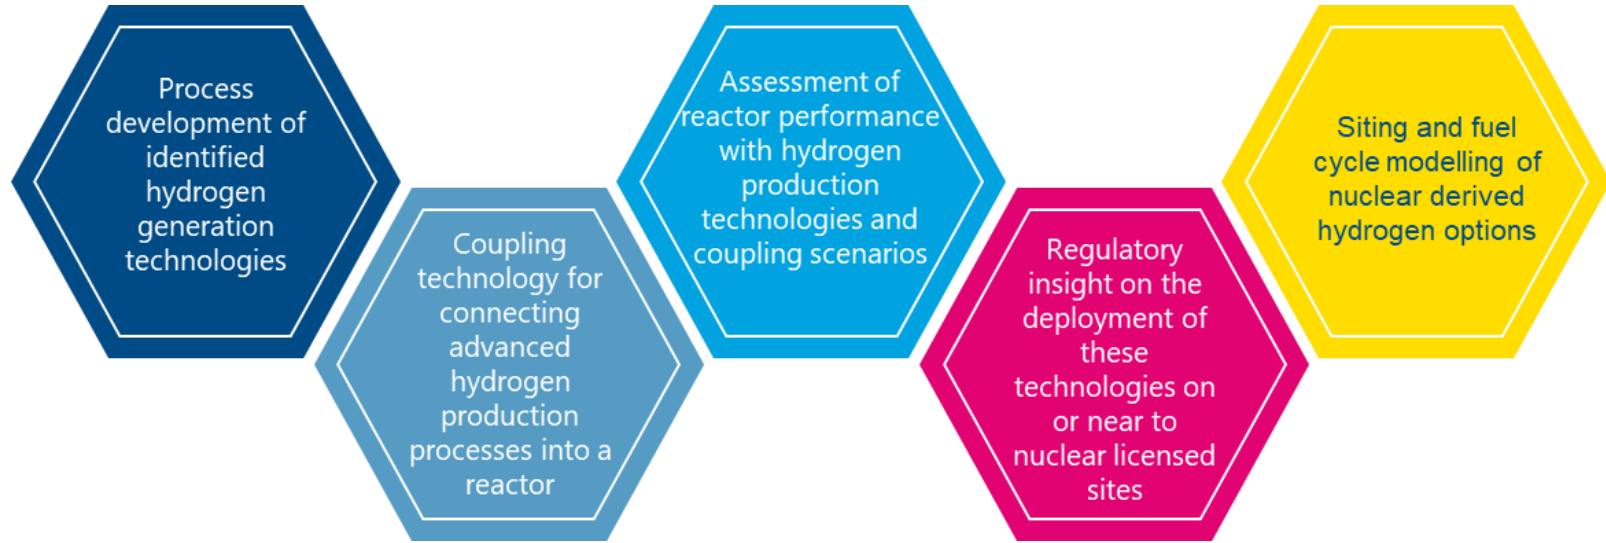 Process
development of
identified
hydrogen
generation
technologies
Coupling
technology for
connecting
advanced
hydrogen
production
processes into a
reactor
Assessment of
reactor performance
with hydrogen
production
technologies and
coupling scenarios
Regulatory
insight on the
deployment of
these
technologies on
or near to
nuclear licensed
sites
Siting and fuel
cycle modelling of
nuclear derived
hydrogen options